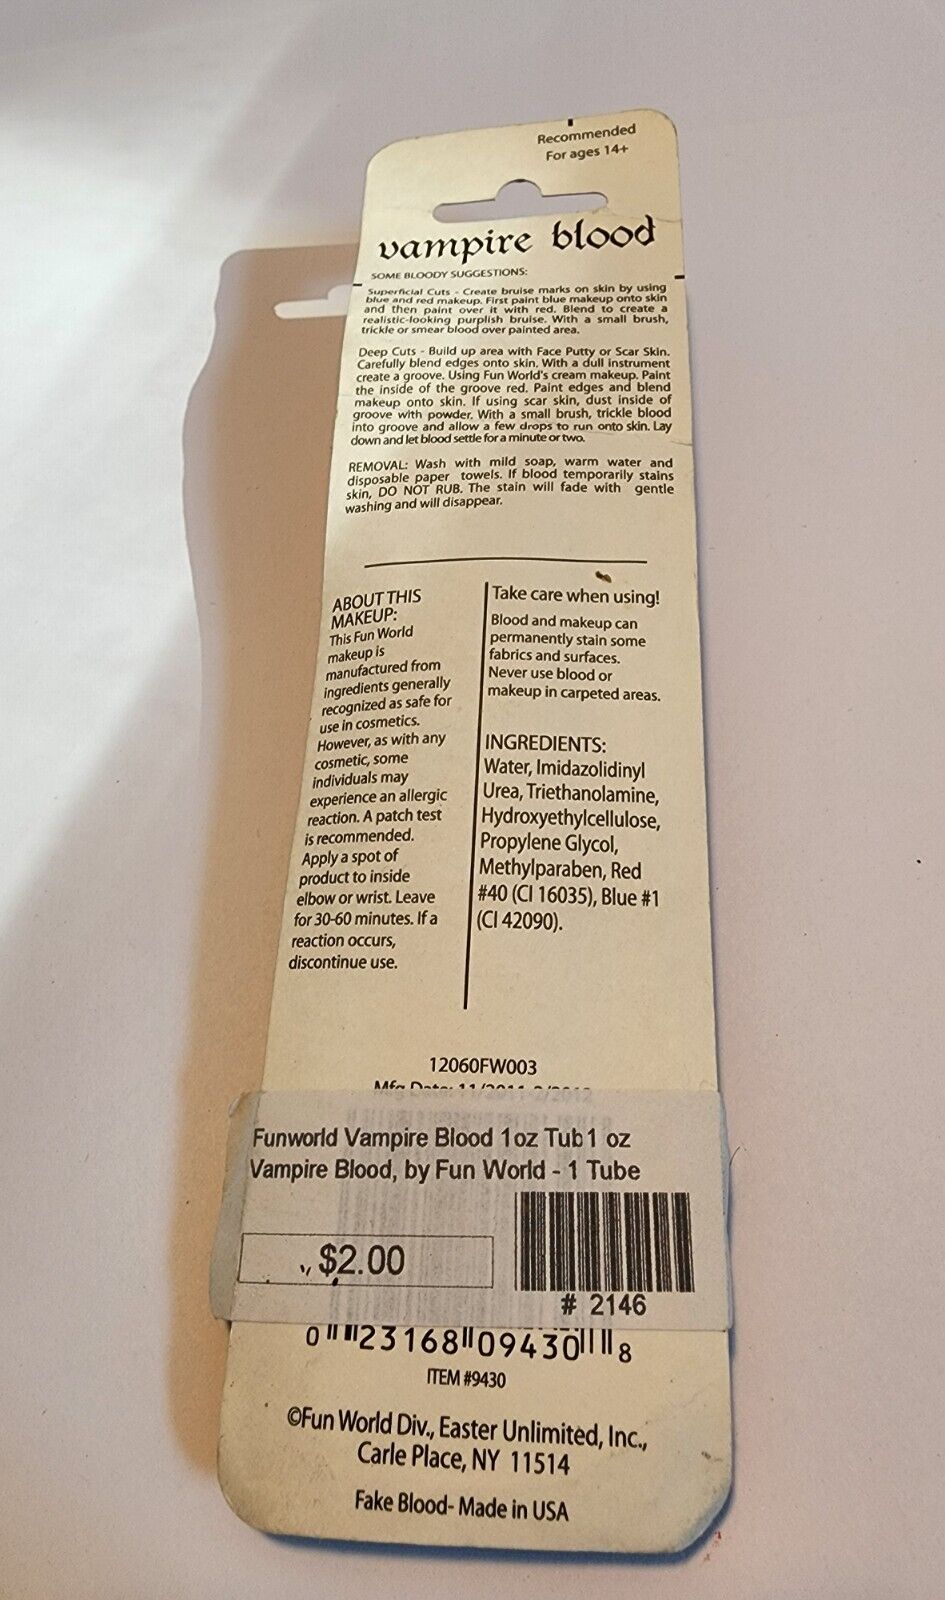 Recommended
For ages 14+
vampire blood
SOME BLOODY SUGGESTIONS:
Superficial Cuts - Create bruise marks on skin by using
blue and red makeup. First paint blue makeup onto skin
and then paint over it with red. Blend to create a
realistic-looking purplish bruise. With a small brush,
trickle or smear blood over painted area.
Deep Cuts - Build up area with Face Putty or Scar Skin.
Carefully blend edges onto skin. With a dull instrument
create a groove. Using Fun World's cream makeup. Paint
the inside of the groove red. Paint edges and blend
makeup onto skin. If using scar skin, dust inside of
groove with powder. With a small brush, trickle blood
into groove and allow a few drops to run onto skin. Lay
down and let blood settle for a minute or two.
REMOVAL: Wash with mild soap, warm water and
disposable paper towels. If blood temporarily stains
skin, DO NOT RUB. The stain will fade with gentle
washing and will disappear.
ABOUT THIS
MAKEUP:
This Fun World
makeup is
manufactured from
ingredients generally
recognized as safe for
use in cosmetics.
However, as with any
cosmetic, some
individuals may
experience an allergic
reaction. A patch test
is recommended.
Apply a spot of
product to inside
elbow or wrist. Leave
for 30-60 minutes. If a
reaction occurs,
discontinue use.
Take care when using!
Blood and makeup can
permanently stain some
fabrics and surfaces.
Never use blood or
makeup in carpeted areas.
INGREDIENTS:
Water, Imidazolidinyl
Urea, Triethanolamine,
Hydroxyethylcellulose,
Propylene Glycol,
Methylparaben, Red
#40 (CI 16035), Blue #1
(CI 42090).
12060FW003
Mfg Date: 11/2011-2/2012
Funworld Vampire Blood 1oz Tub1 oz
Vampire Blood, by Fun World - 1 Tube
$2.00
# 2146
0 23168 09430 8
ITEM #9430
©Fun World Div., Easter Unlimited, Inc.,
Carle Place, NY 11514
Fake Blood- Made in USA